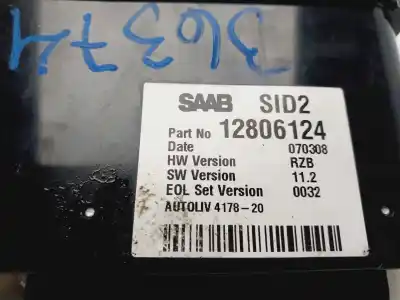 36374
SAAB SID2
Part No 12806124
Date 070308
HW Version RZB
SW Version 11.2
EOL Set Version 0032
AUTOLIV 4178-20